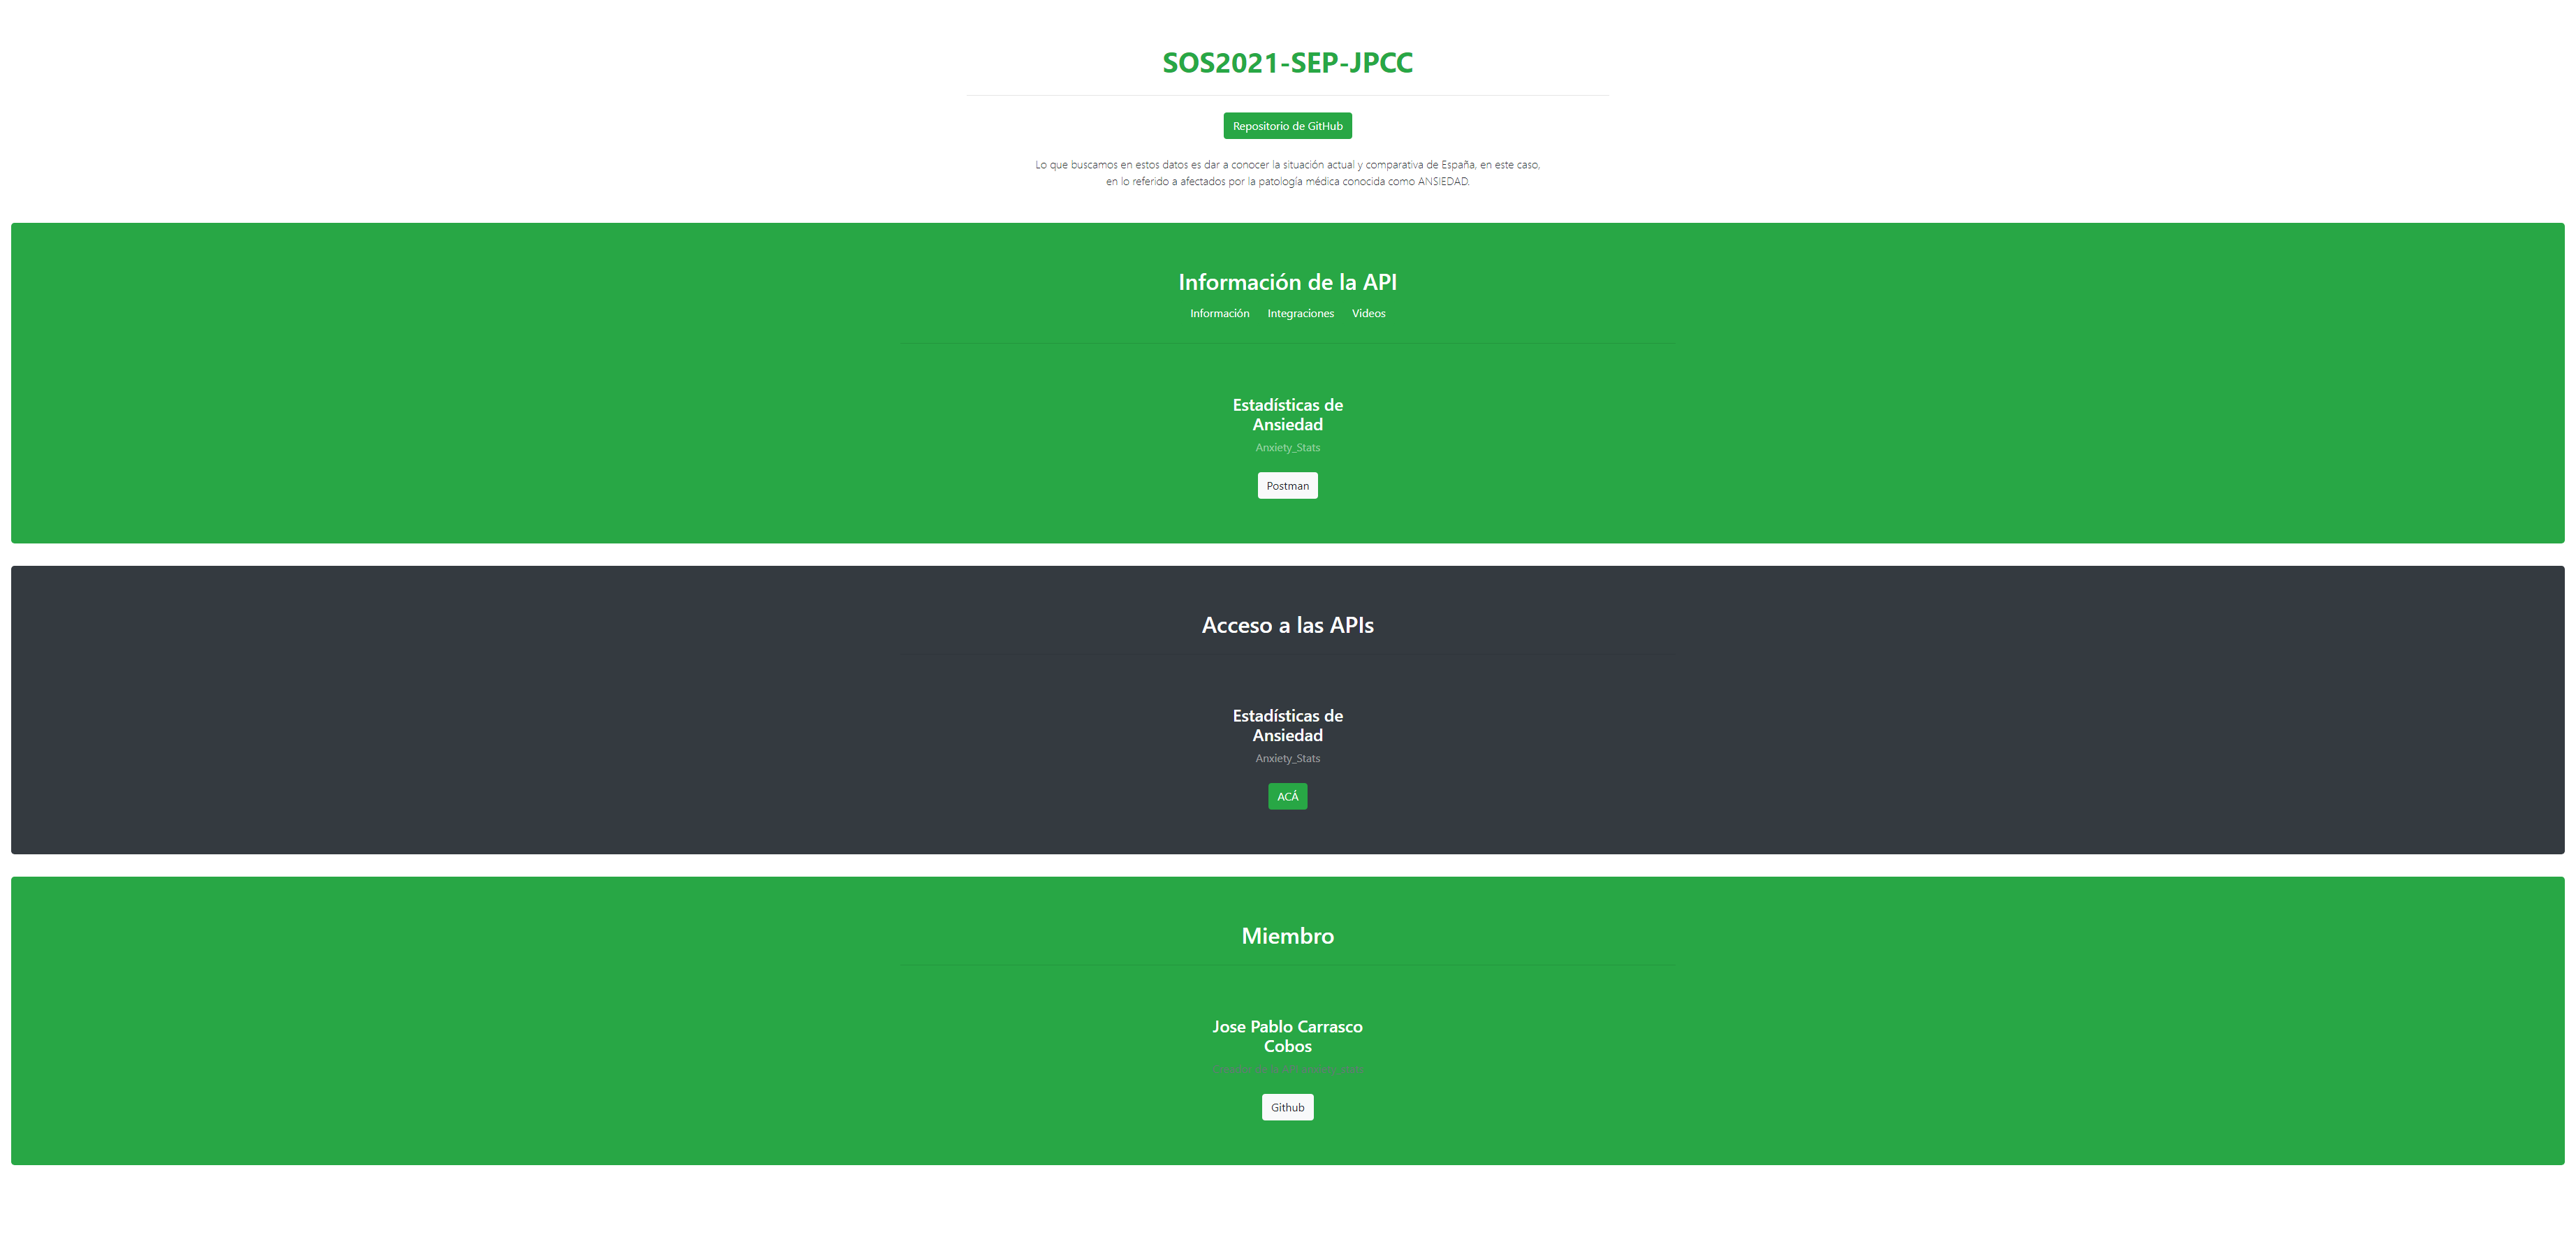 SOS2021-SEP-JPCC
Repositorio de GitHub
Lo que buscamos en estos datos es dar a conocer la situación actual y comparativa de España, en este caso,
en lo referido a afectados por la patología médica conocida como ANSIEDAD.
Información de la API
Información Integraciones Videos
Estadísticas de
Ansiedad
Anxiety_Stats
Postman
Acceso a las APIs
Estadísticas de
Ansiedad
Anxiety_Stats
ACÁ
Miembro
Jose Pablo Carrasco
Cobos
Github